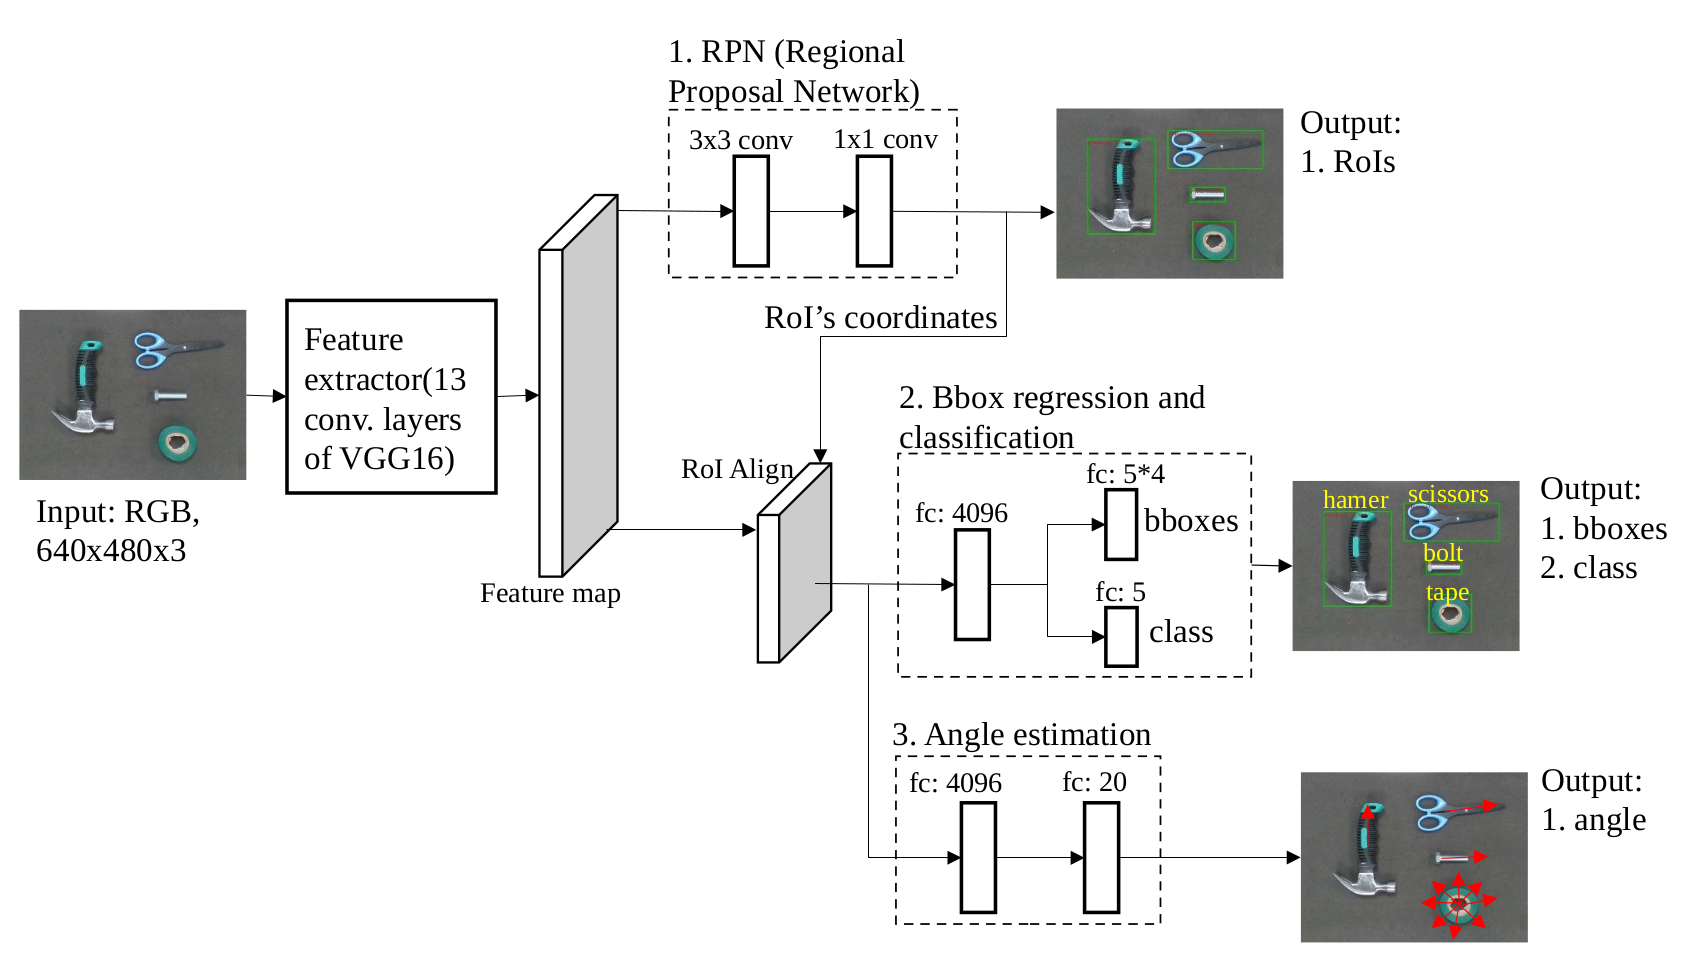 1. RPN (Regional
Proposal Network)
3x3 conv
1x1 conv
Output:
1. RoIs
RoI’s coordinates
Feature
extractor(13
conv. layers
of VGG16)
Input: RGB,
640x480x3
Feature map
RoI Align
2. Bbox regression and
classification
fc: 4096
fc: 5*4
bboxes
fc: 5
class
hamer
scissors
bolt
tape
Output:
1. bboxes
2. class
3. Angle estimation
fc: 4096
fc: 20
Output:
1. angle